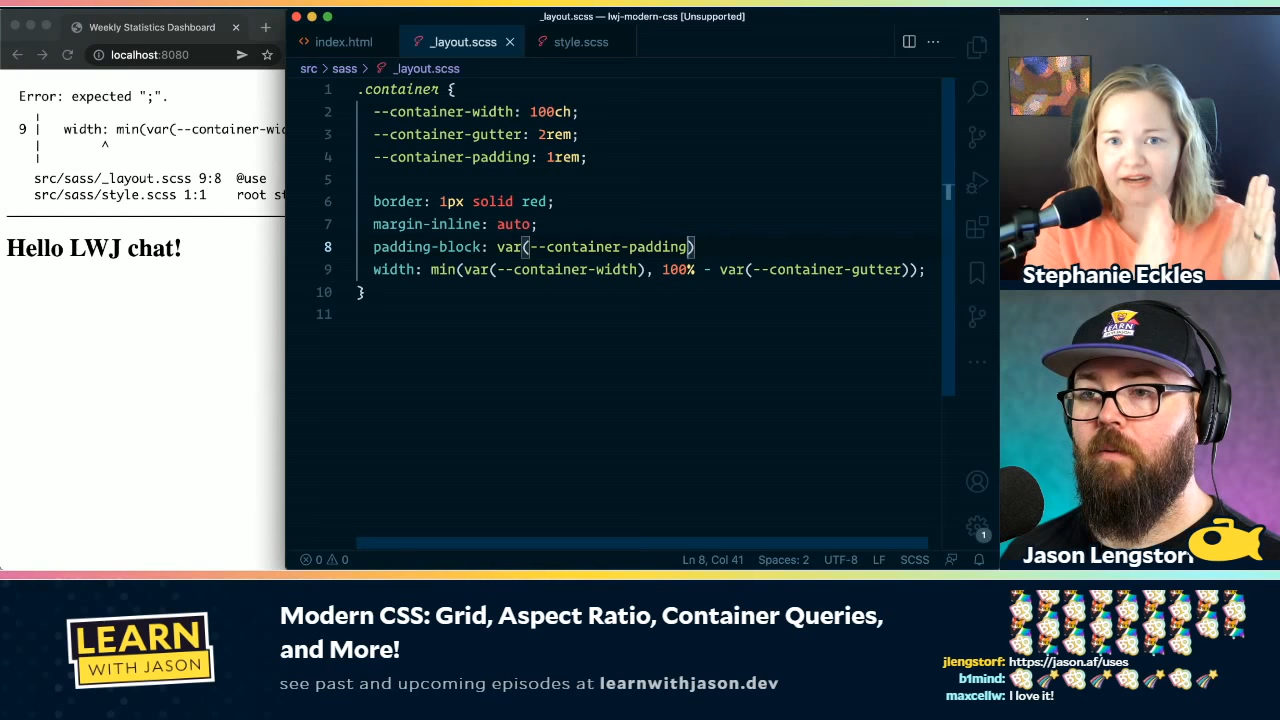 Weekly Statistics Dashboard
localhost:8080
Error: expected ";".
9 | width: min(var(--container-wid
^
src/sass/_layout.scss 9:8 @use
src/sass/style.scss 1:1 root st
Hello LWJ chat!
_layout.scss — lwj-modern-css [Unsupported]
index.html
_layout.scss
style.scss
src > sass > _layout.scss
1 .container {
2 --container-width: 100ch;
3 --container-gutter: 2rem;
4 --container-padding: 1rem;
5
6 border: 1px solid red;
7 margin-inline: auto;
8 padding-block: var(--container-padding)
9 width: min(var(--container-width), 100% - var(--container-gutter));
10 }
11
0 0
Ln 8, Col 41 Spaces: 2 UTF-8 LF SCSS
1
Stephanie Eckles
LEARN
Jason Lengstorf
LEARN
WITH JASON
Modern CSS: Grid, Aspect Ratio, Container Queries,
and More!
see past and upcoming episodes at learnwithjason.dev
jlengstorf: https://jason.af/uses
b1mind:
maxcellw: I love it!